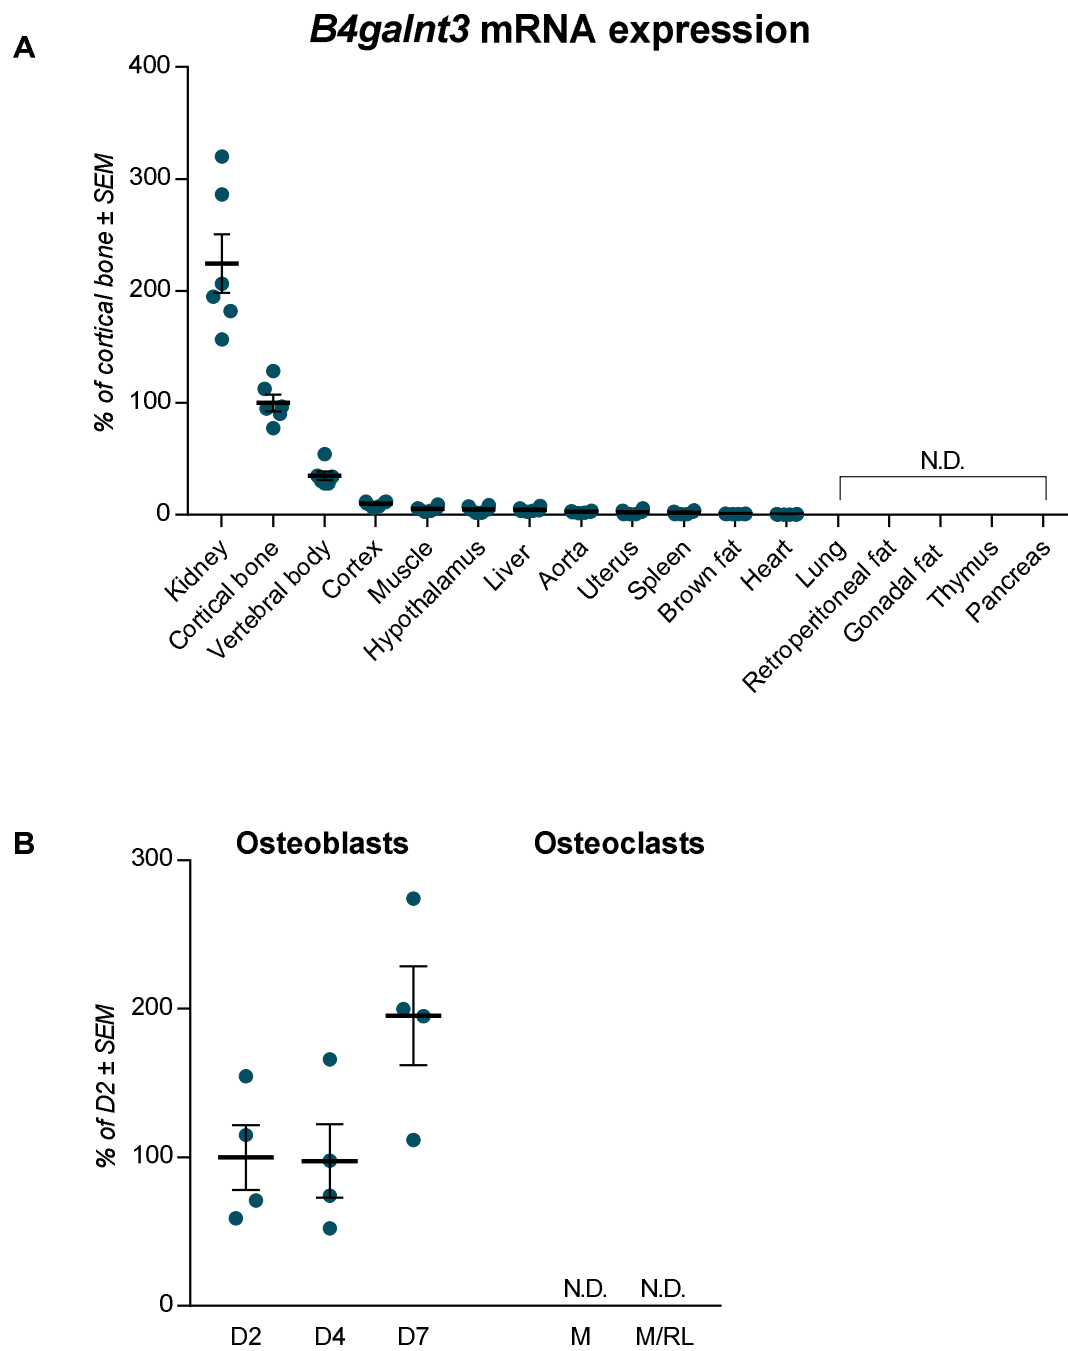 B4galnt3 mRNA expression
A
400
300
200
100
0
% of cortical bone ± SEM
N.D.
Kidney
Cortical bone
Vertebral body
Cortex
Muscle
Hypothalamus
Liver
Aorta
Uterus
Spleen
Brown fat
Heart
Lung
Retroperitoneal fat
Gonadal fat
Thymus
Pancreas
B
Osteoblasts Osteoclasts
300
200
100
0
% of D2 ± SEM
N.D. N.D.
D2 D4 D7 M M/RL